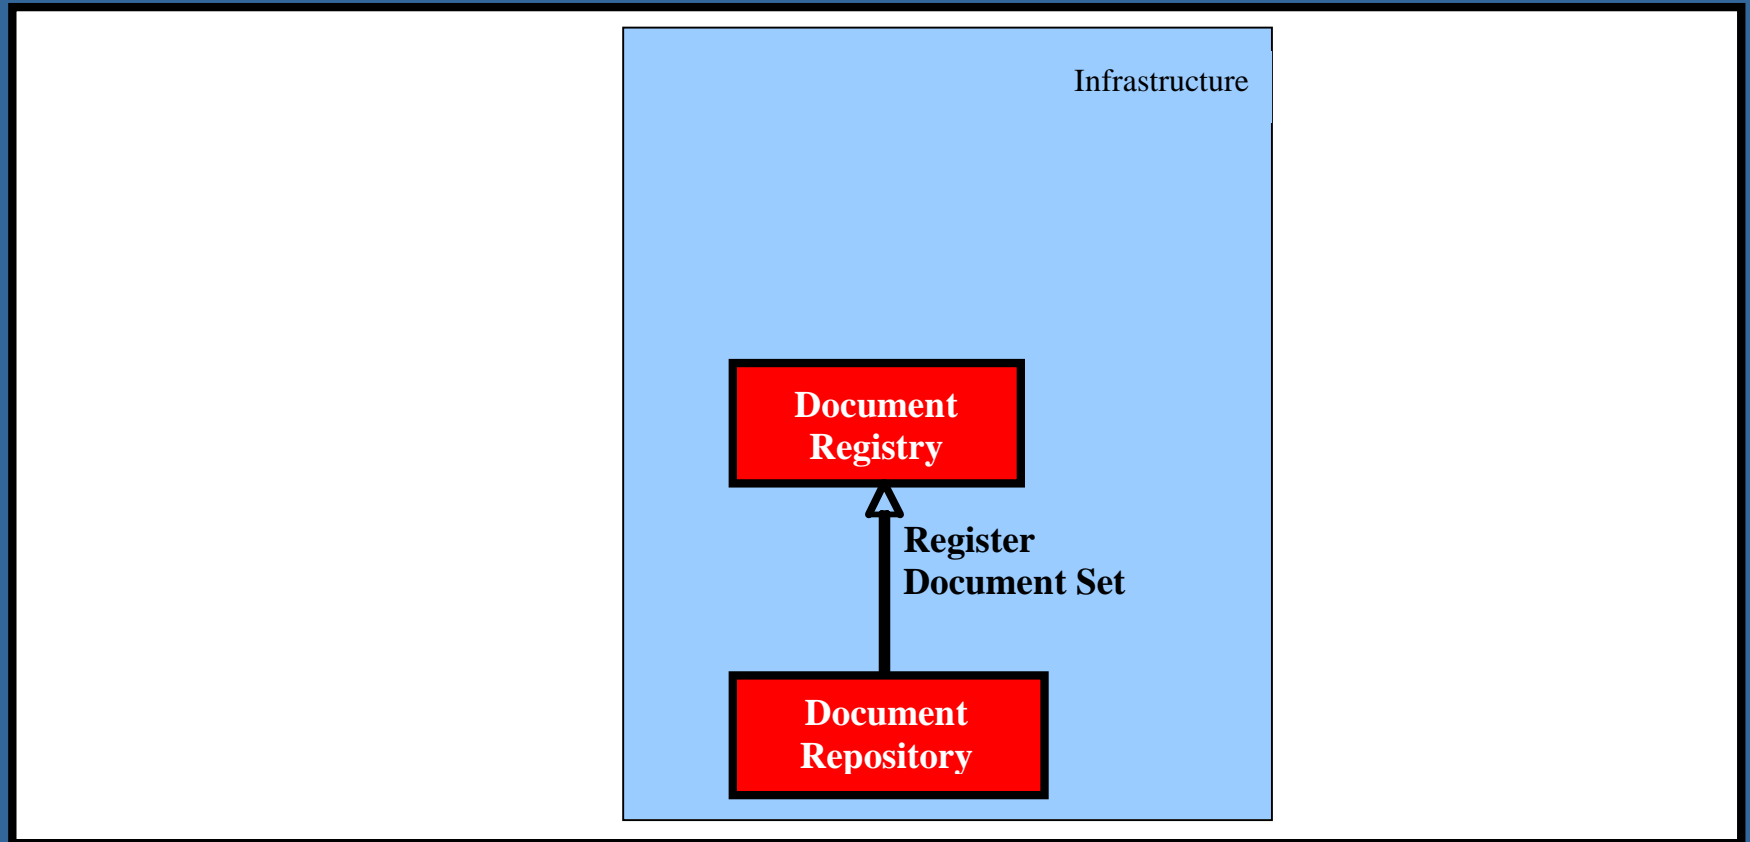 Infrastructure
Document
Registry
Register
Document Set
Document
Repository